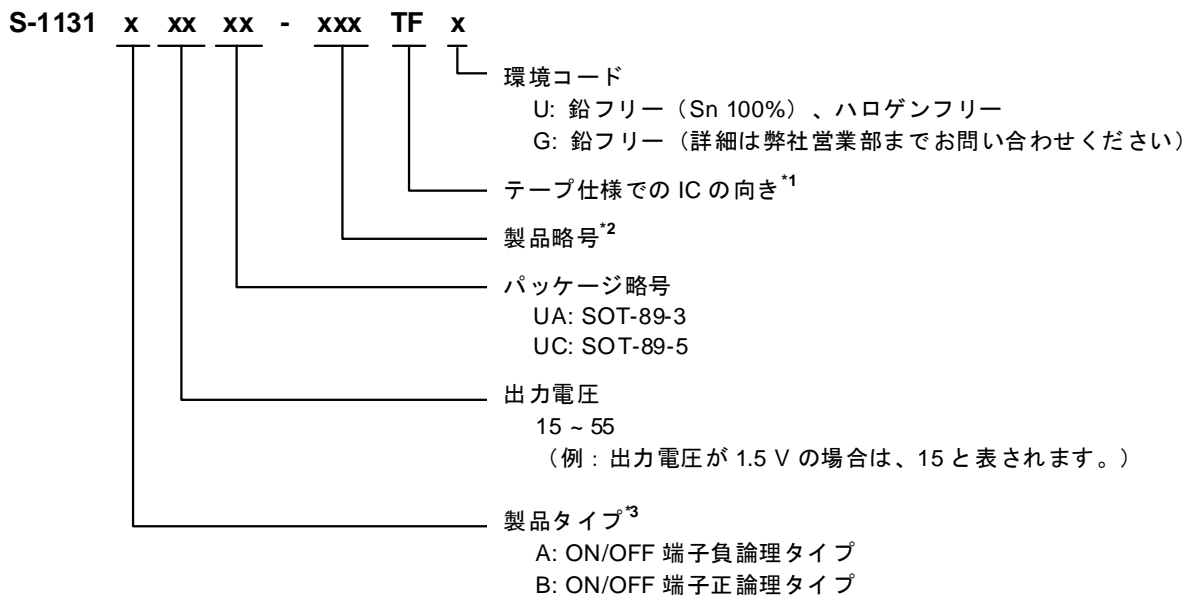 S-1131 x xx xx - xxx TF x
環境コード
U: 鉛フリー（Sn 100%）、ハロゲンフリー
G: 鉛フリー（詳細は弊社営業部までお問い合わせください）
テープ仕様での IC の向き*1
製品略号*2
パッケージ略号
UA: SOT-89-3
UC: SOT-89-5
出力電圧
15 ~ 55
（例：出力電圧が 1.5 V の場合は、15 と表されます。）
製品タイプ*3
A: ON/OFF 端子負論理タイプ
B: ON/OFF 端子正論理タイプ